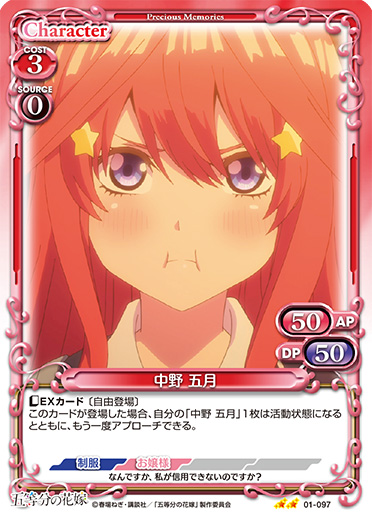 Precious Memories
Character
COST
3
SOURCE
0
50 AP
DP 50
中野 五月
EXカード〔自由登場〕
このカードが登場した場合、自分の「中野 五月」1枚は活動状態になる
とともに、もう一度アプローチできる。
制服 お嬢様
なんですか、私が信用できないのですか？
五等分の花嫁
©春場ねぎ・講談社／「五等分の花嫁」製作委員会
01-097